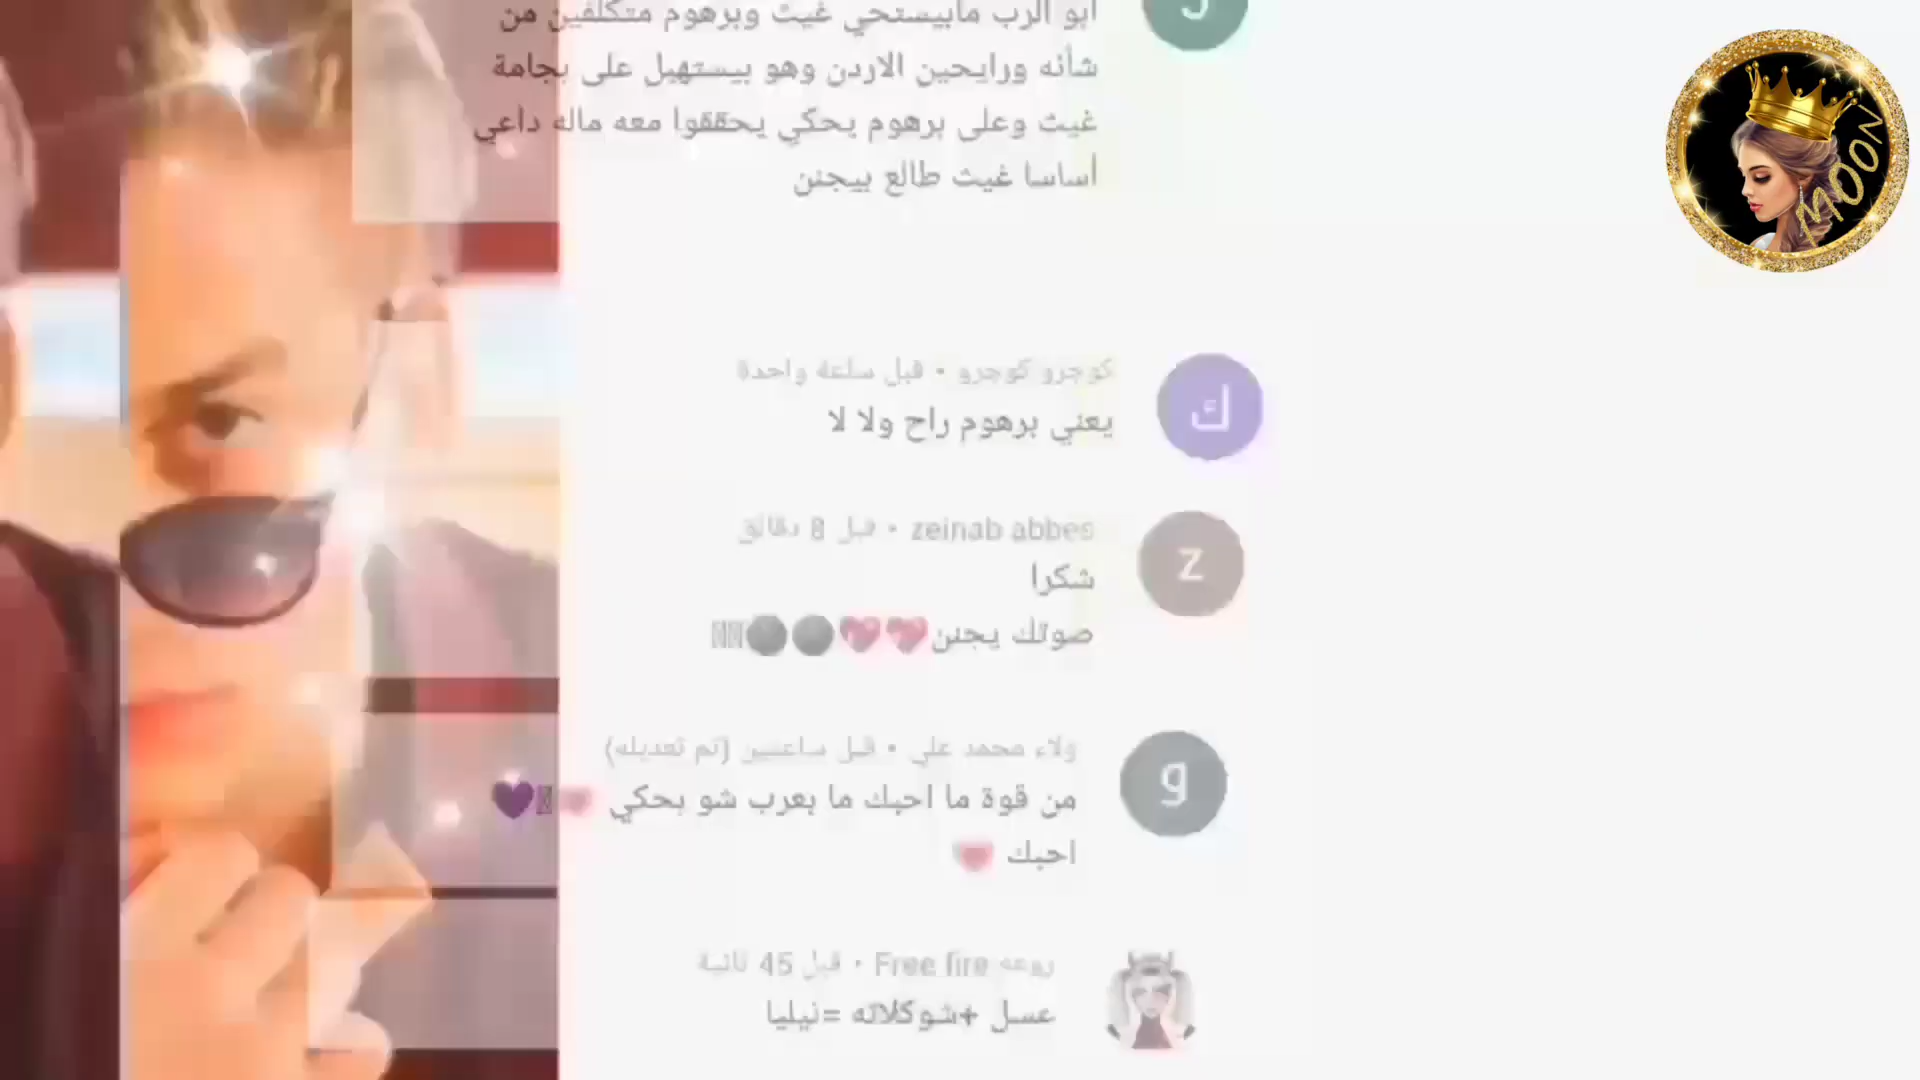 ابو الرب مابيستحي غيث وبرهوم متكلفين من
شأنه ورايحين الاردن وهو بيستهبل على بجامة
غيث وعلى برهوم يحكي يحققوا معه ماله داعي
أساسا غيث طالع بيجنن
كوجرو كوجرو • قبل ساعة واحدة
يعني برهوم راح ولا لا
ك
zeinab abbes • قبل 8 دقائق
شكرا
صوتك يجنن💖💖
z
ولاء محمد علي • قبل ساعتين (تم تعديله)
من قوة ما احبك ما بعرب شو بحكي 💗💜
احبك 💗
g
روعه Free fire • قبل 45 ثانية
عسل +شوكلاته =نيليا
MOON